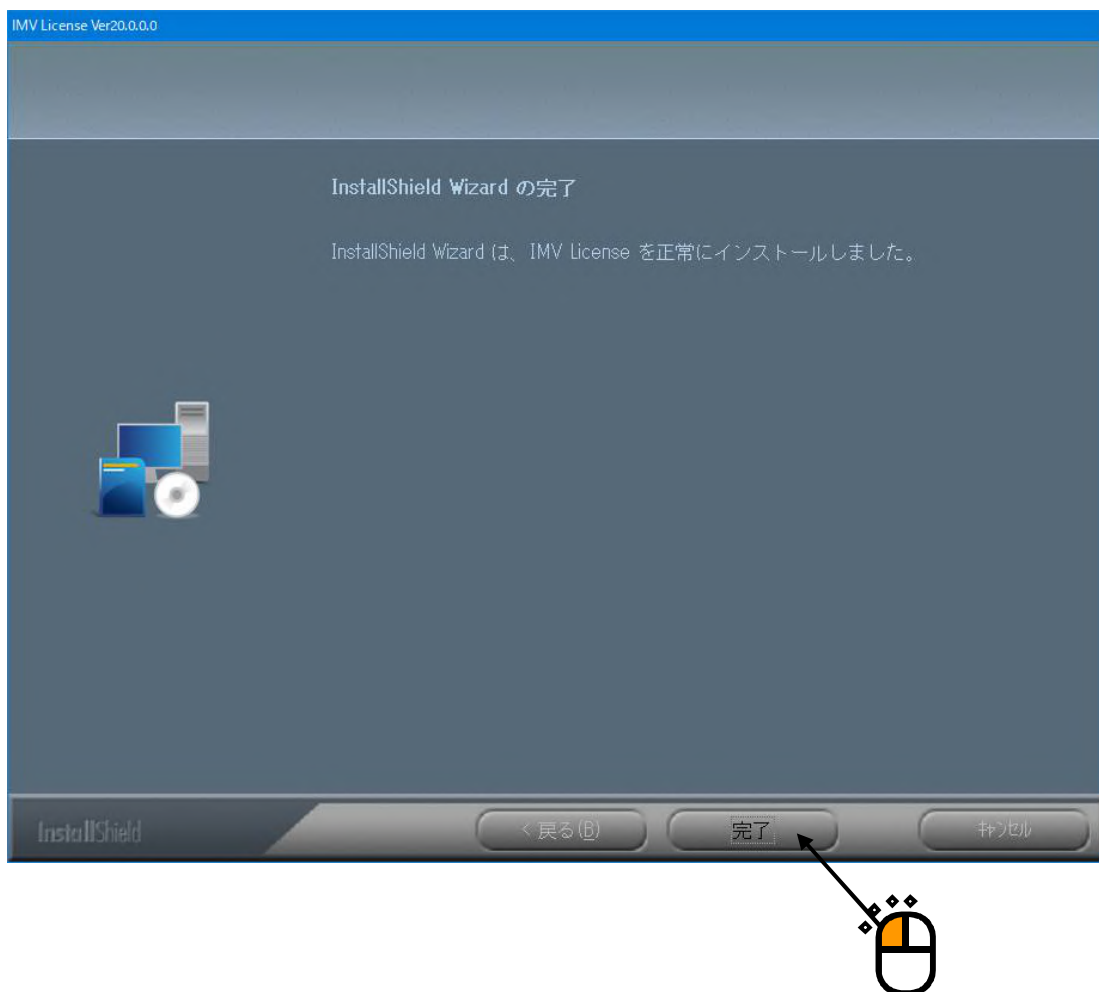 IMV License Ver20.0.0.0
InstallShield Wizard の完了
InstallShield Wizard は、IMV License を正常にインストールしました。
InstallShield
< 戻る(B)
完了
ｷｬﾝｾﾙ